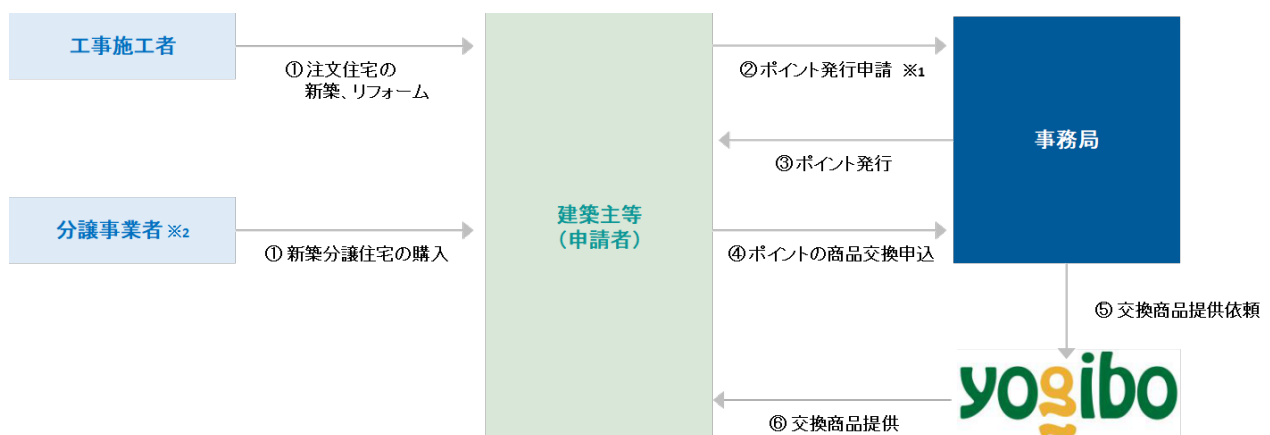 工事施工者
①注文住宅の
新築、リフォーム
②ポイント発行申請 ※1
事務局
③ポイント発行
分譲事業者 ※2
①新築分譲住宅の購入
建築主等
（申請者）
④ポイントの商品交換申込
⑤交換商品提供依頼
yogibo
⑥交換商品提供